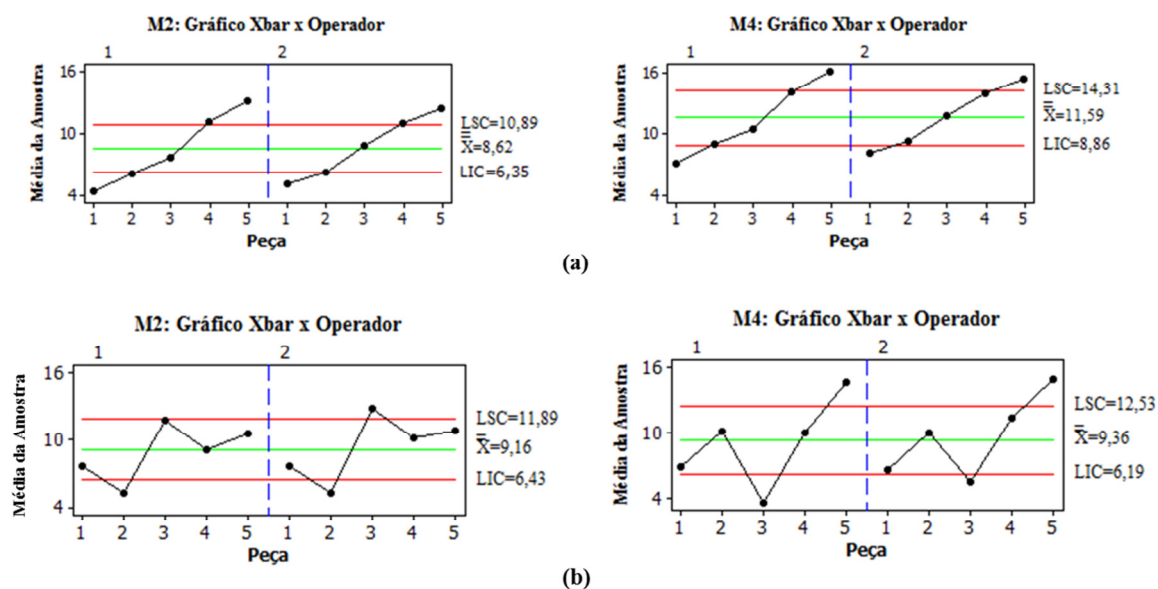 M2: Gráfico Xbar x Operador
1 2
Média da Amostra
16
10
4
LSC=10,89
X̿=8,62
LIC=6,35
1 2 3 4 5 1 2 3 4 5
Peça
M4: Gráfico Xbar x Operador
1 2
Média da Amostra
16
10
4
LSC=14,31
X̿=11,59
LIC=8,86
1 2 3 4 5 1 2 3 4 5
Peça
(a)
M2: Gráfico Xbar x Operador
1 2
Média da Amostra
16
10
4
LSC=11,89
X̿=9,16
LIC=6,43
1 2 3 4 5 1 2 3 4 5
Peça
M4: Gráfico Xbar x Operador
1 2
Média da Amostra
16
10
4
LSC=12,53
X̿=9,36
LIC=6,19
1 2 3 4 5 1 2 3 4 5
Peça
(b)